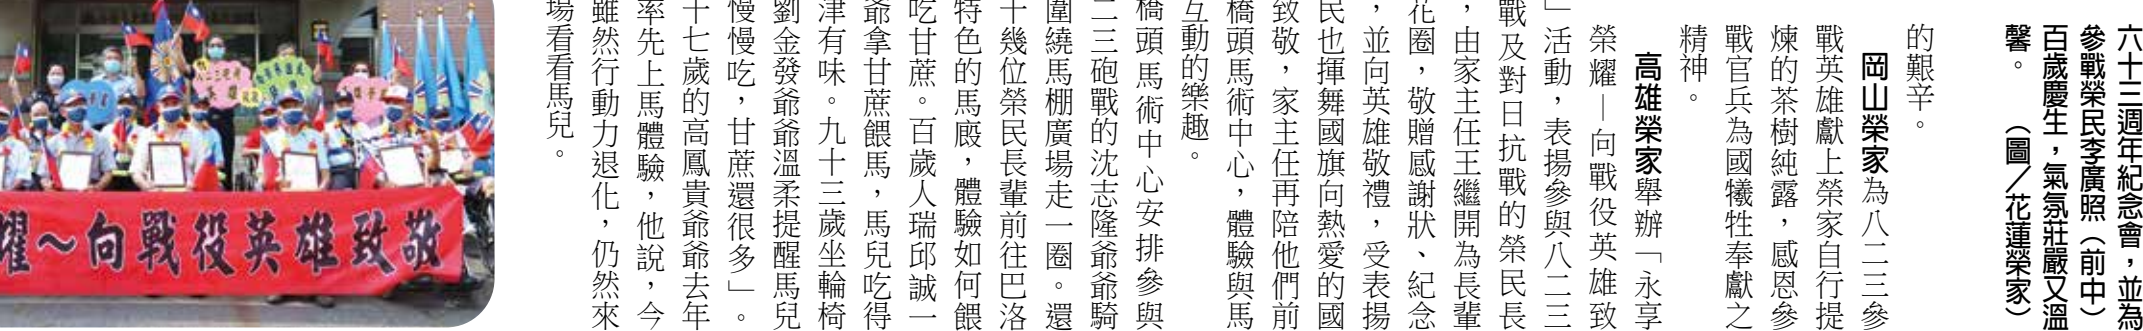 六十三週年紀念會，並為
參戰榮民李廣照（前中）
百歲慶生，氣氛莊嚴又溫
馨。　（圖／花蓮榮家）
的艱辛。
岡山榮家為八二三參
戰英雄獻上榮家自行提
煉的茶樹純露，感恩參
戰官兵為國犧牲奉獻之
精神。
高雄榮家舉辦「永享
榮耀—向戰役英雄致
」活動，表揚參與八二三
戰及對日抗戰的榮民長
，由家主任王繼開為長輩
花圈，敬贈感謝狀、紀念
，並向英雄敬禮，受表揚
民也揮舞國旗向熱愛的國
致敬，家主任再陪他們前
橋頭馬術中心，體驗與馬
互動的樂趣。
橋頭馬術中心安排參與
二三砲戰的沈志隆爺爺騎
圍繞馬棚廣場走一圈。還
十幾位榮民長輩前往巴洛
特色的馬廄，體驗如何餵
吃甘蔗。百歲人瑞邱誠一
爺拿甘蔗餵馬，馬兒吃得
津有味。九十三歲坐輪椅
劉金發爺爺溫柔提醒馬兒
慢慢吃，甘蔗還很多」。
十七歲的高鳳貴爺爺去年
率先上馬體驗，他說，今
雖然行動力退化，仍然來
場看看馬兒。
耀～向戰役英雄致敬